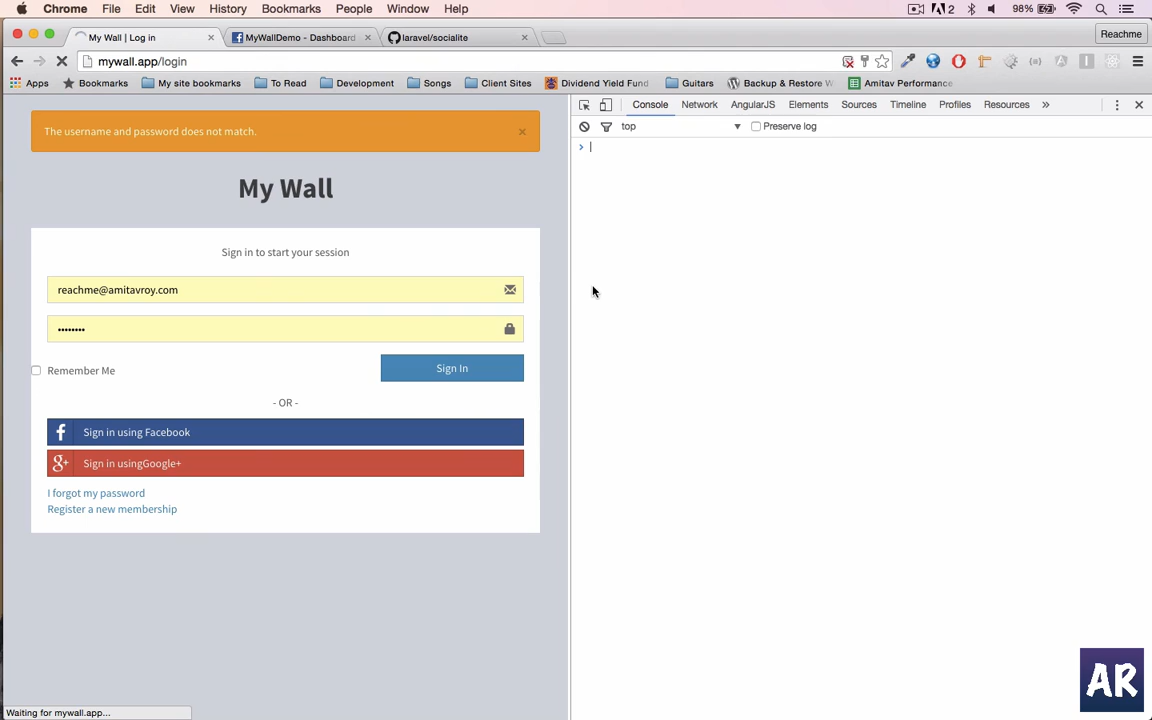 Chrome File Edit View History Bookmarks People Window Help 2 98%
My Wall | Log in MyWallDemo - Dashboard laravel/socialite Reachme
mywall.app/login
Apps Bookmarks My site bookmarks To Read Development Songs Client Sites Dividend Yield Fund Guitars Backup & Restore W Amitav Performance
Console Network AngularJS Elements Sources Timeline Profiles Resources »
top Preserve log
The username and password does not match. ×
My Wall
Sign in to start your session
reachme@amitavroy.com
••••••••
Remember Me Sign In
- OR -
f Sign in using Facebook
g+ Sign in usingGoogle+
I forgot my password
Register a new membership
AR
Waiting for mywall.app...